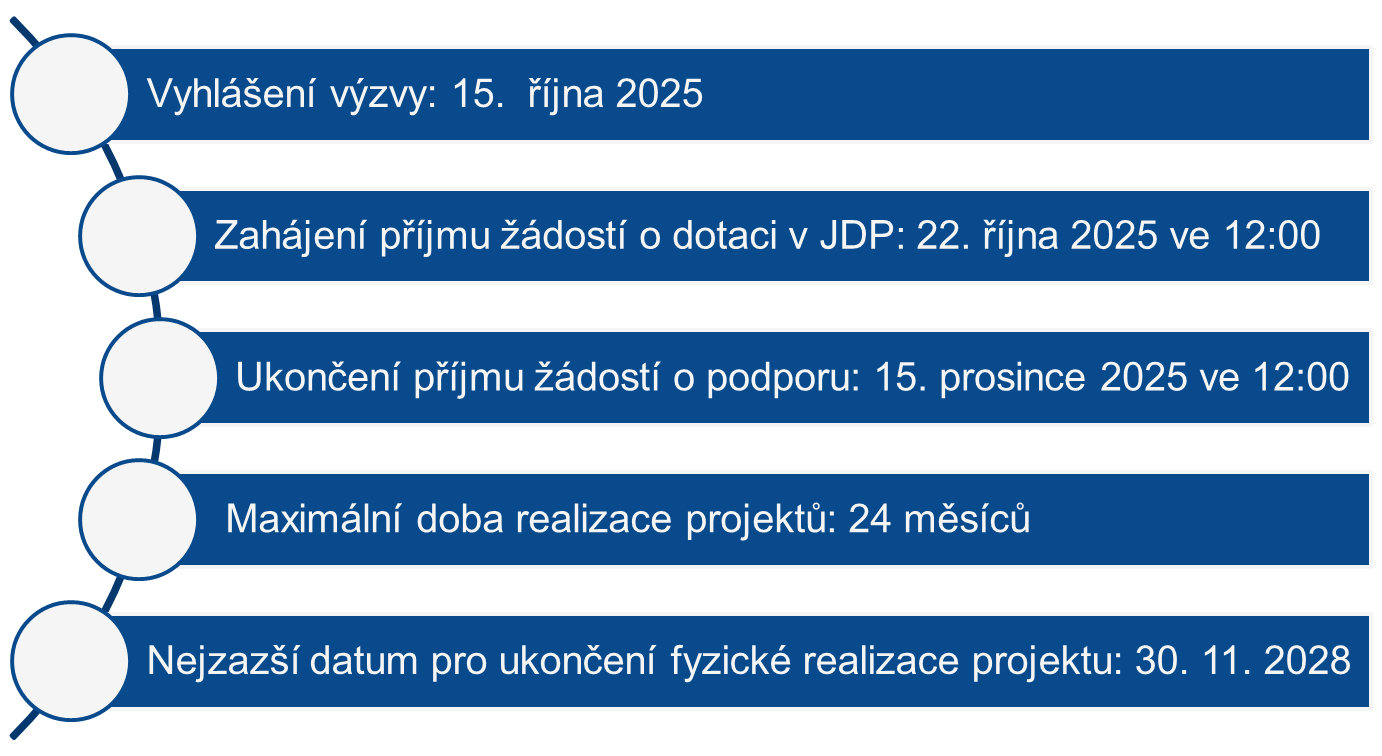 Vyhlášení výzvy: 15.  října 2025
Zahájení příjmu žádostí o dotaci v JDP: 22. října 2025 ve 12:00
Ukončení příjmu žádostí o podporu: 15. prosince 2025 ve 12:00
Maximální doba realizace projektů: 24 měsíců
Nejzazší datum pro ukončení fyzické realizace projektu: 30. 11. 2028